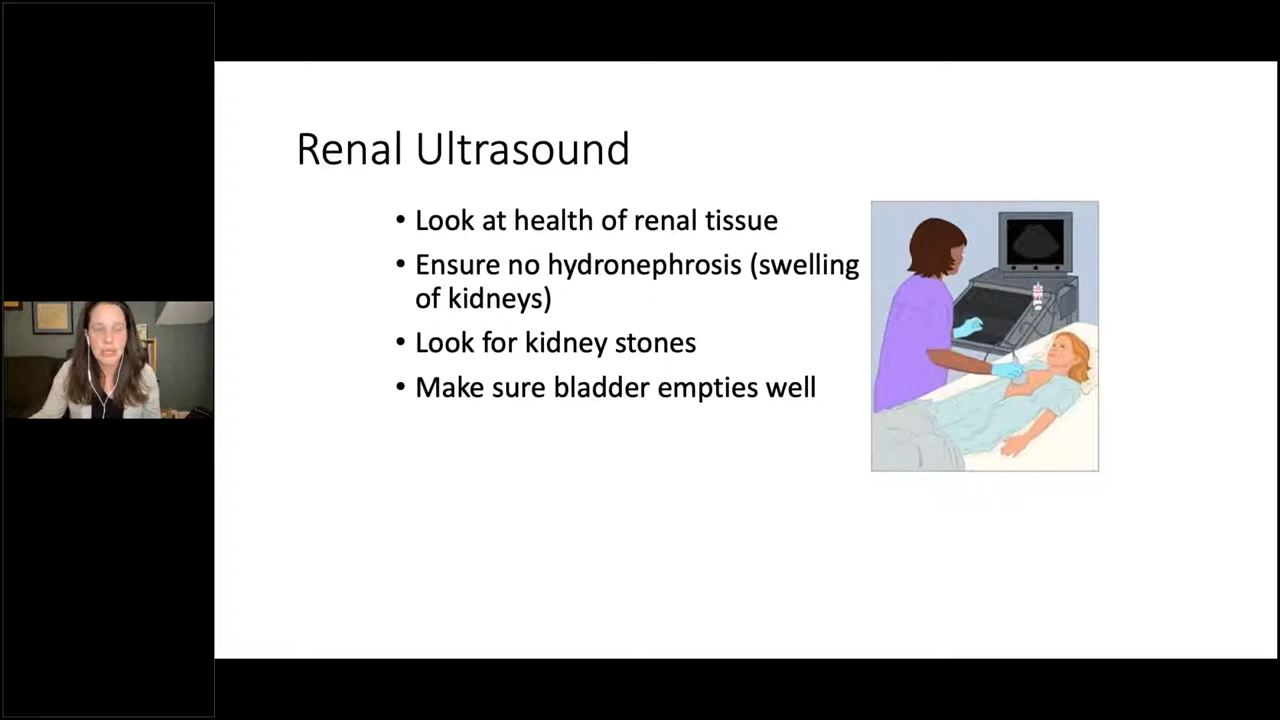 Renal Ultrasound
• Look at health of renal tissue
• Ensure no hydronephrosis (swelling
of kidneys)
• Look for kidney stones
• Make sure bladder empties well